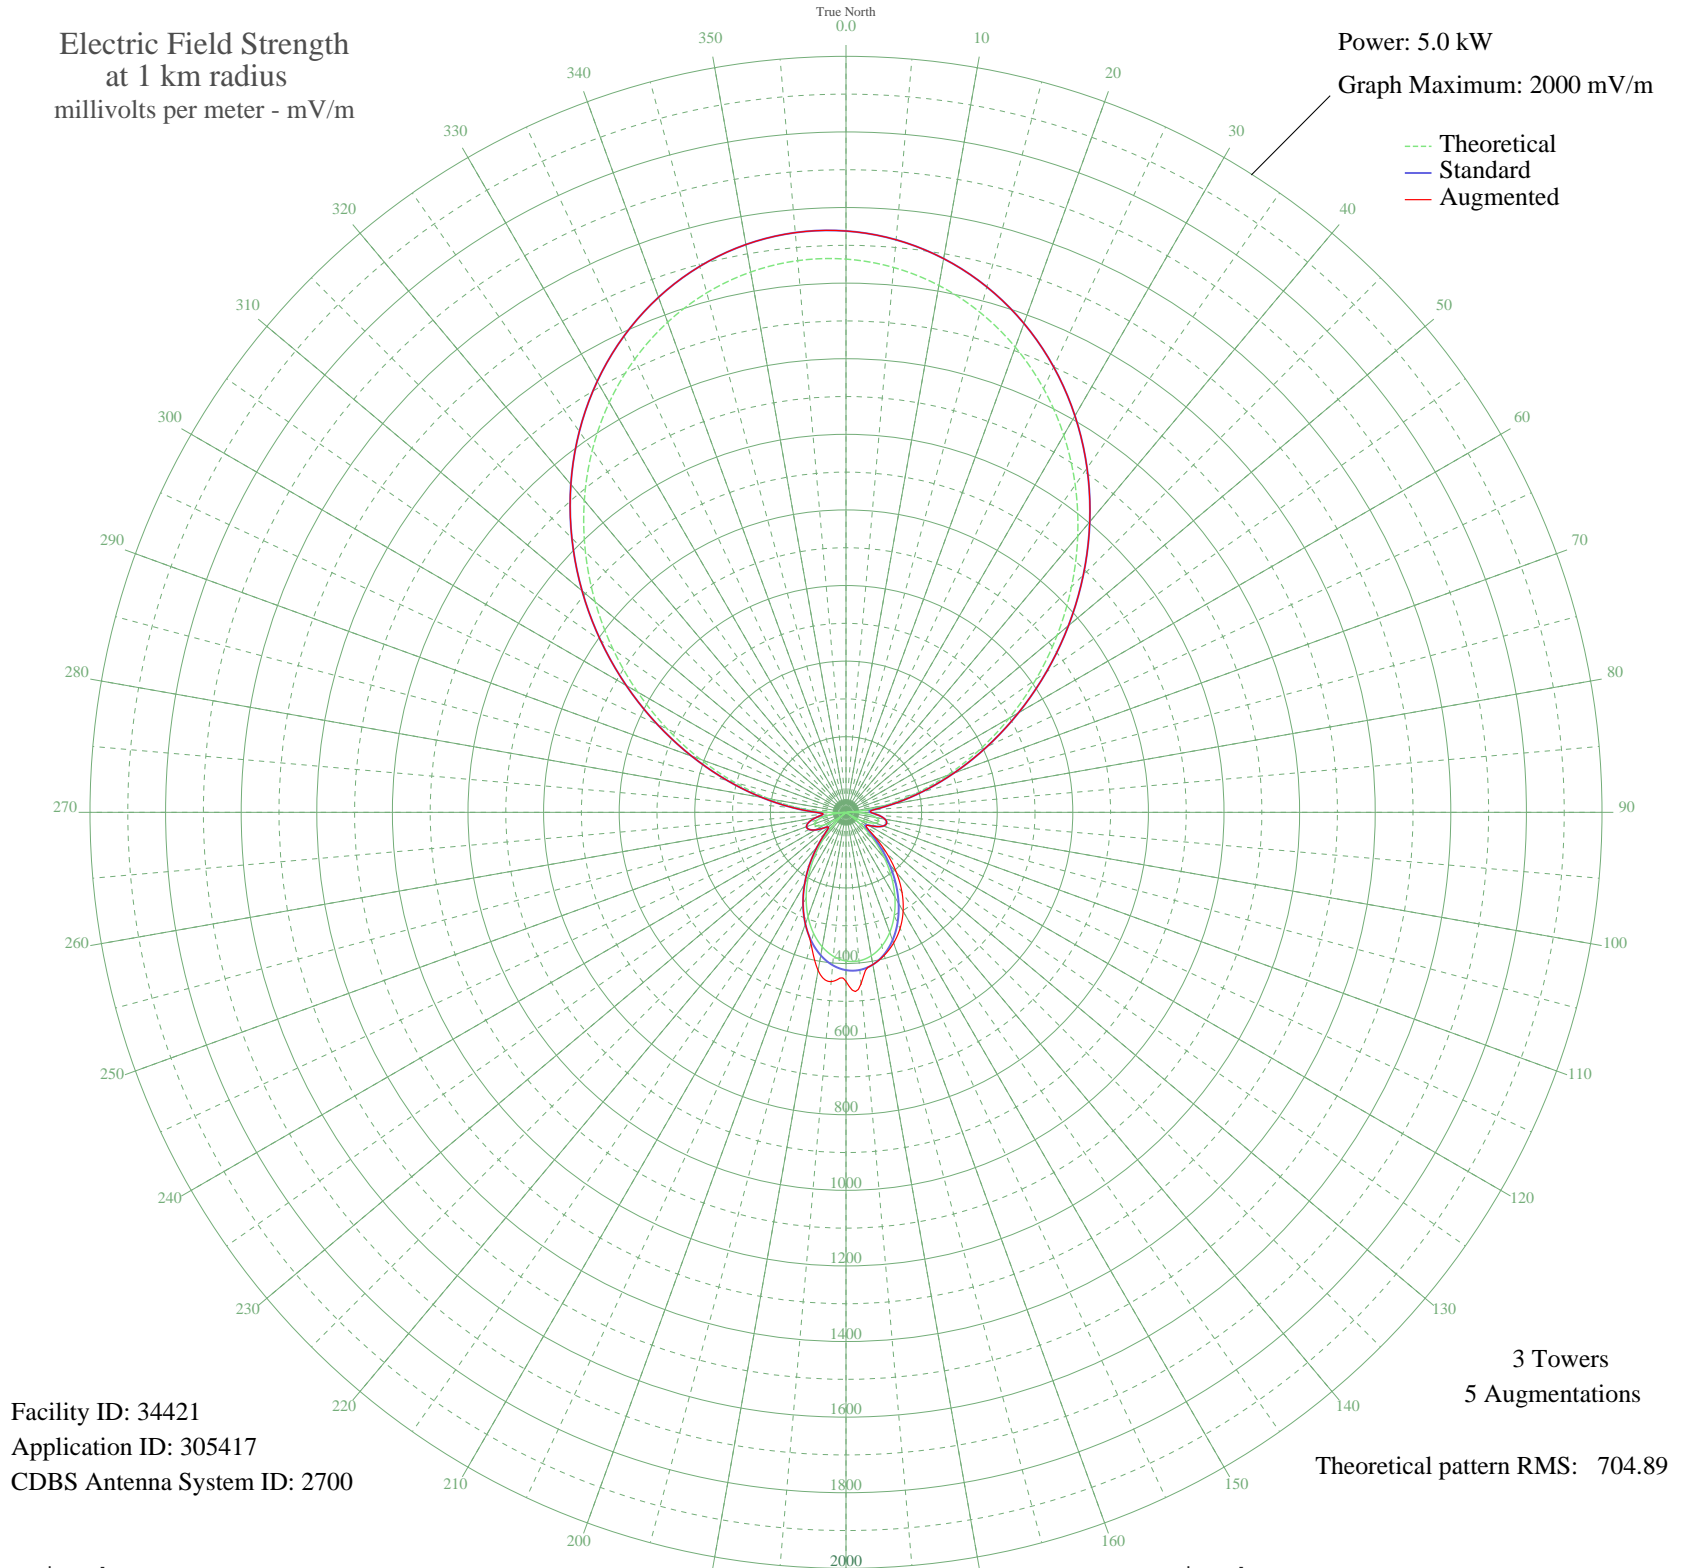 True North
0.0
350
10
340
20
330
30
320
40
310
50
300
60
290
70
280
80
270
90
260
100
250
110
240
120
230
130
220
140
210
150
200
160
Electric Field Strength
at 1 km radius
millivolts per meter - mV/m
Power: 5.0 kW
Graph Maximum: 2000 mV/m
Theoretical
Standard
Augmented
400
600
800
1000
1200
1400
1600
1800
2000
3 Towers
5 Augmentations
Facility ID: 34421
Application ID: 305417
CDBS Antenna System ID: 2700
Theoretical pattern RMS: 704.89